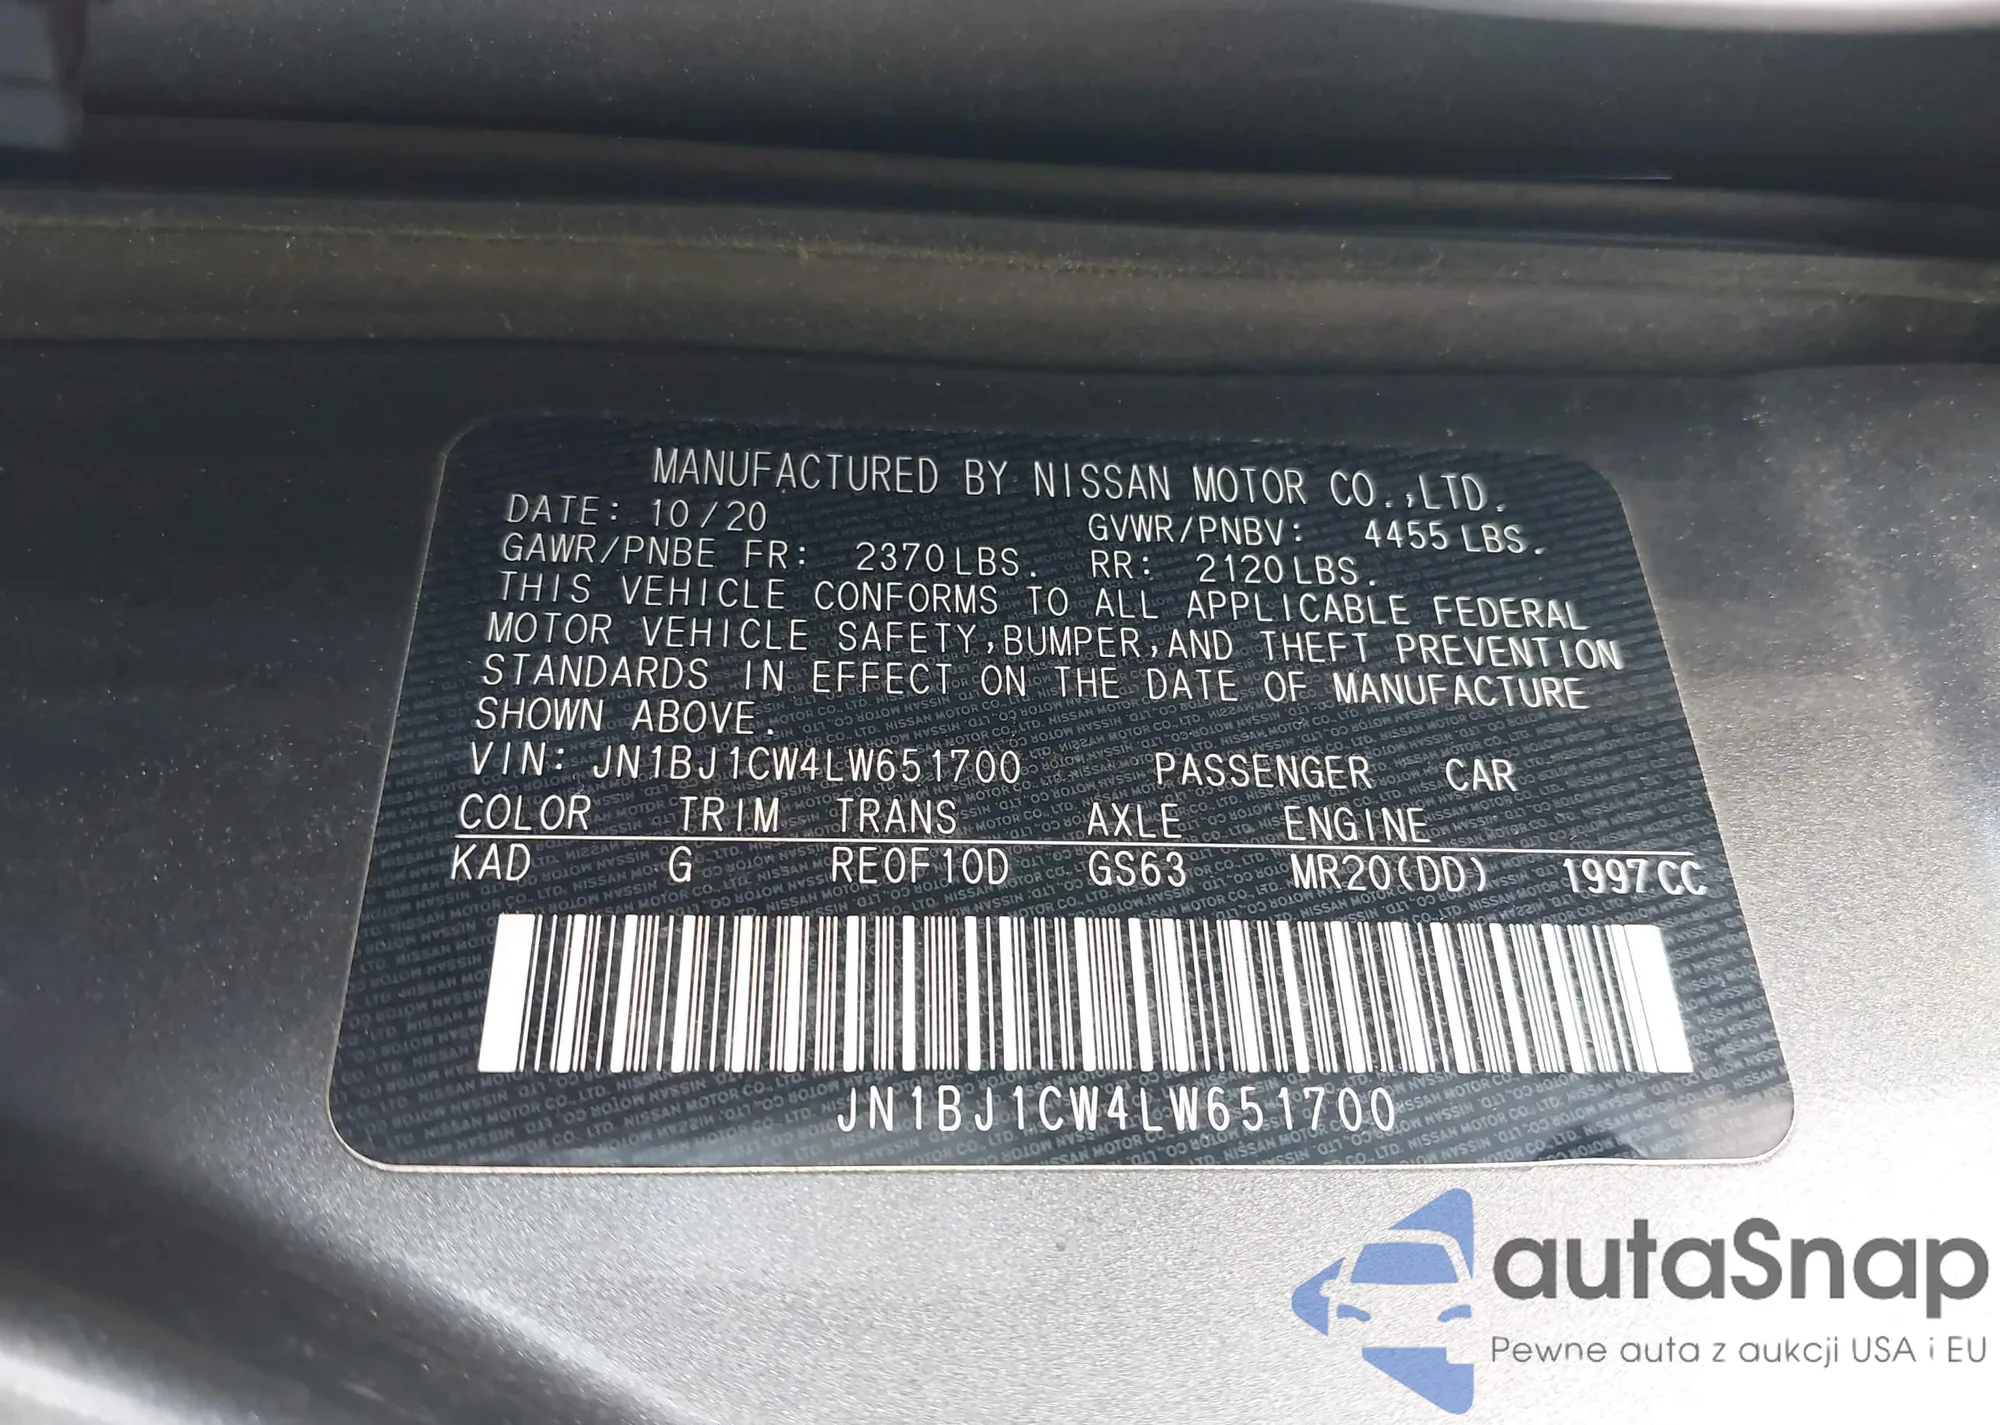 MANUFACTURED BY NISSAN MOTOR CO.,LTD.
DATE: 10/20 GVWR/PNBV: 4455 LBS.
GAWR/PNBE FR: 2370 LBS. RR: 2120 LBS.
THIS VEHICLE CONFORMS TO ALL APPLICABLE FEDERAL
MOTOR VEHICLE SAFETY,BUMPER,AND THEFT PREVENTION
STANDARDS IN EFFECT ON THE DATE OF MANUFACTURE
SHOWN ABOVE.
VIN: JN1BJ1CW4LW651700 PASSENGER CAR
COLOR TRIM TRANS AXLE ENGINE
KAD G RE0F10D GS63 MR20(DD) 1997 CC
JN1BJ1CW4LW651700
autaSnap
Pewne auta z aukcji USA i EU